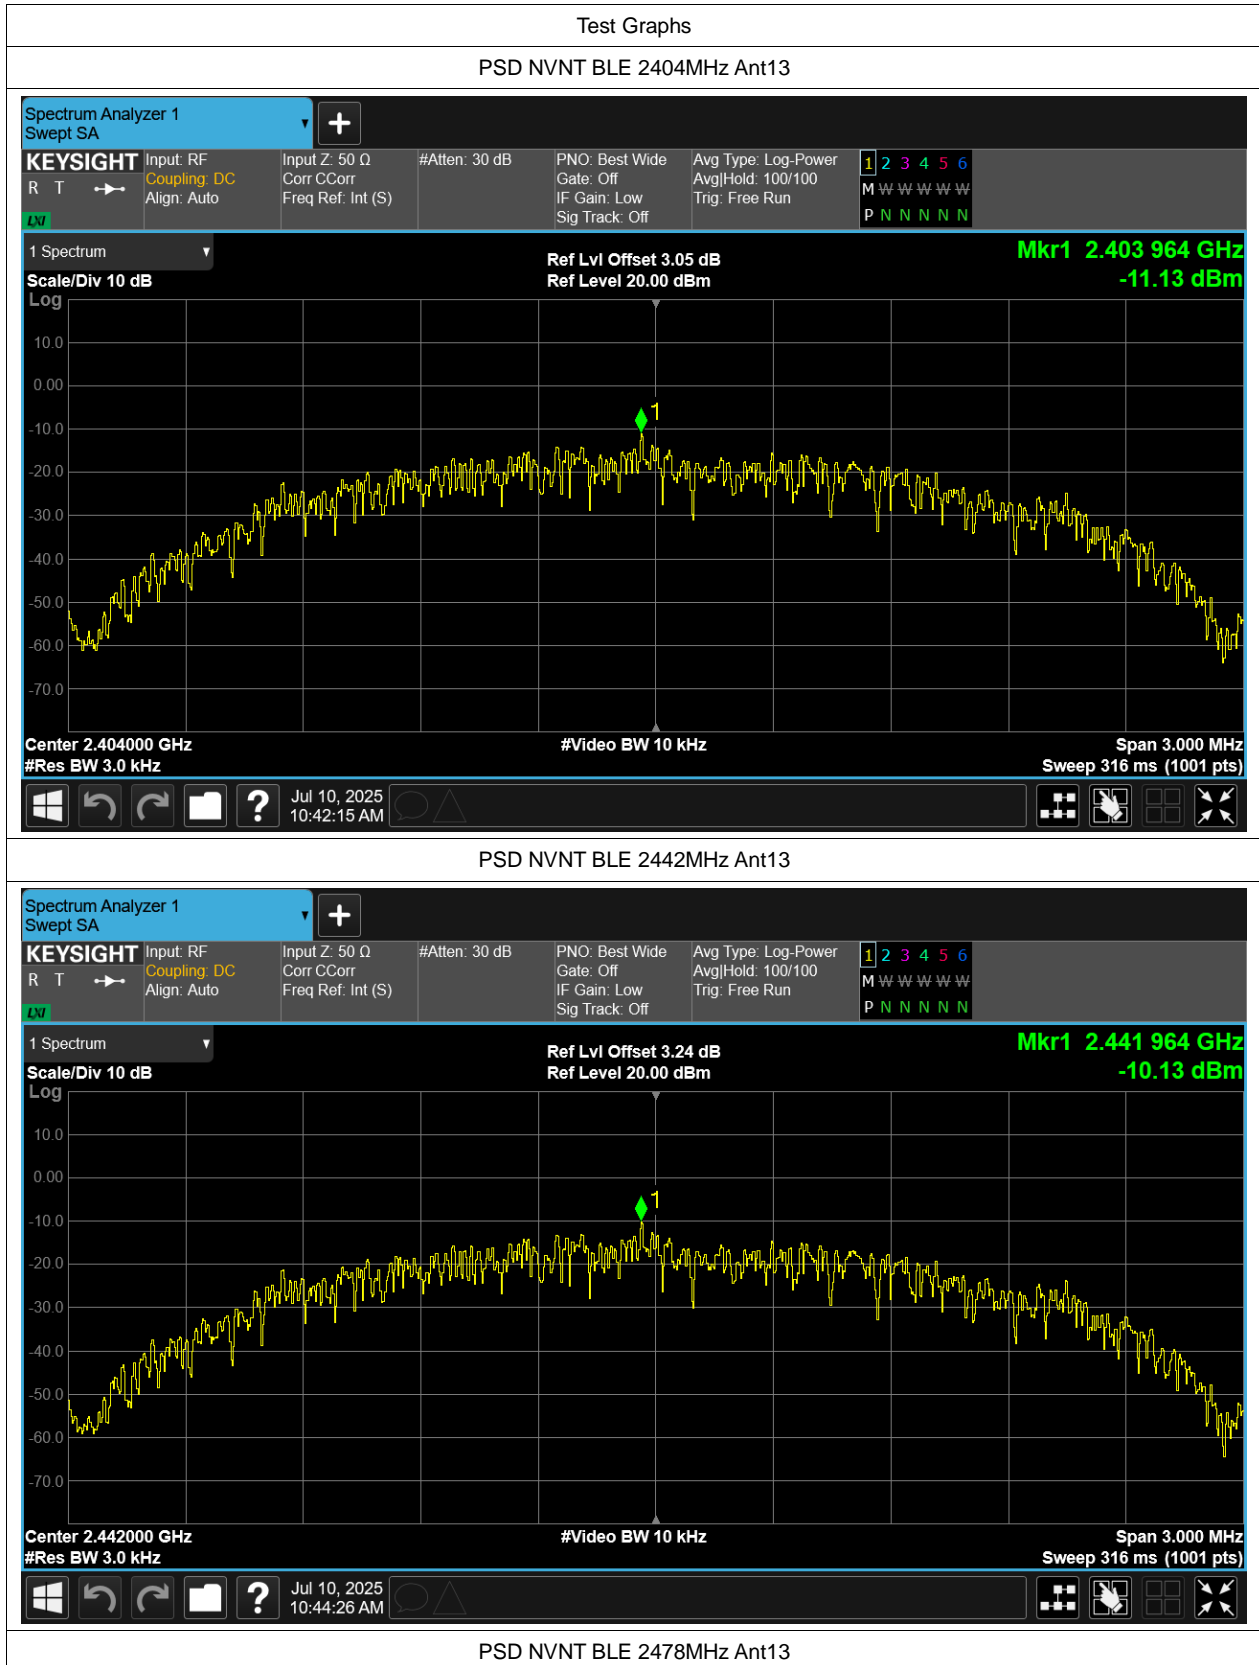 Test Graphs
PSD NVNT BLE 2404MHz Ant13
Spectrum Analyzer 1
Swept SA
KEYSIGHT
R T
LXI
Input: RF
Coupling: DC
Align: Auto
Input Z: 50 Ω
Corr CCorr
Freq Ref: Int (S)
#Atten: 30 dB
PNO: Best Wide
Gate: Off
IF Gain: Low
Sig Track: Off
Avg Type: Log-Power
Avg|Hold: 100/100
Trig: Free Run
1 2 3 4 5 6
M W W W W W
P N N N N N
1 Spectrum
Scale/Div 10 dB
Ref Lvl Offset 3.05 dB
Ref Level 20.00 dBm
Mkr1 2.403 964 GHz
-11.13 dBm
Log
10.0
0.00
-10.0
-20.0
-30.0
-40.0
-50.0
-60.0
-70.0
1
Center 2.404000 GHz
#Res BW 3.0 kHz
#Video BW 10 kHz
Span 3.000 MHz
Sweep 316 ms (1001 pts)
?
Jul 10, 2025
10:42:15 AM
PSD NVNT BLE 2442MHz Ant13
Spectrum Analyzer 1
Swept SA
KEYSIGHT
R T
LXI
Input: RF
Coupling: DC
Align: Auto
Input Z: 50 Ω
Corr CCorr
Freq Ref: Int (S)
#Atten: 30 dB
PNO: Best Wide
Gate: Off
IF Gain: Low
Sig Track: Off
Avg Type: Log-Power
Avg|Hold: 100/100
Trig: Free Run
1 2 3 4 5 6
M W W W W W
P N N N N N
1 Spectrum
Scale/Div 10 dB
Ref Lvl Offset 3.24 dB
Ref Level 20.00 dBm
Mkr1 2.441 964 GHz
-10.13 dBm
Log
10.0
0.00
-10.0
-20.0
-30.0
-40.0
-50.0
-60.0
-70.0
1
Center 2.442000 GHz
#Res BW 3.0 kHz
#Video BW 10 kHz
Span 3.000 MHz
Sweep 316 ms (1001 pts)
?
Jul 10, 2025
10:44:26 AM
PSD NVNT BLE 2478MHz Ant13